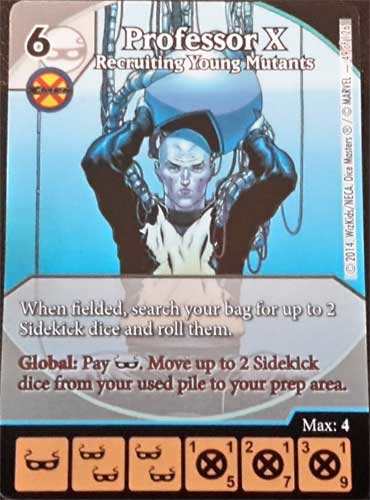 6
Professor X
Recruiting Young Mutants
X-MEN
When fielded, search your bag for up to 2
Sidekick dice and roll them.
Global: Pay . Move up to 2 Sidekick
dice from your used pile to your prep area.
Max: 4
1 1 5
2 1 7
3 1 9
© 2014. WizKids/NECA. Dice Masters ® / © MARVEL —